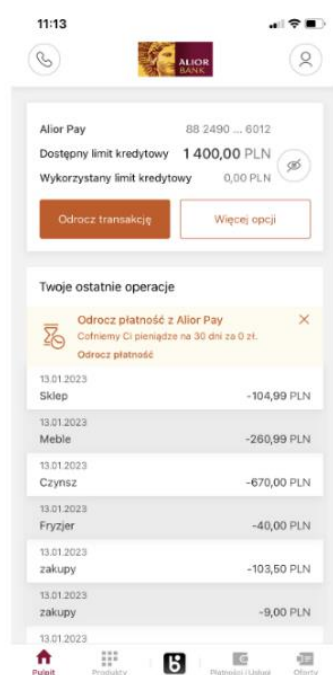 11:13
ALIOR
BANK
Alior Pay 88 2490 ... 6012
Dostępny limit kredytowy 1 400,00 PLN
Wykorzystany limit kredytowy 0,00 PLN
Odrocz transakcję Więcej opcji
Twoje ostatnie operacje
Odrocz płatność z Alior Pay
Cofniemy Ci pieniądze na 30 dni za 0 zł.
Odrocz płatność
13.01.2023
Sklep -104,99 PLN
13.01.2023
Meble -260,99 PLN
13.01.2023
Czynsz -670,00 PLN
13.01.2023
Fryzjer -40,00 PLN
13.01.2023
zakupy -103,50 PLN
13.01.2023
zakupy -9,00 PLN
13.01.2023
Pulpit Produkty Płatności i Usługi Oferty